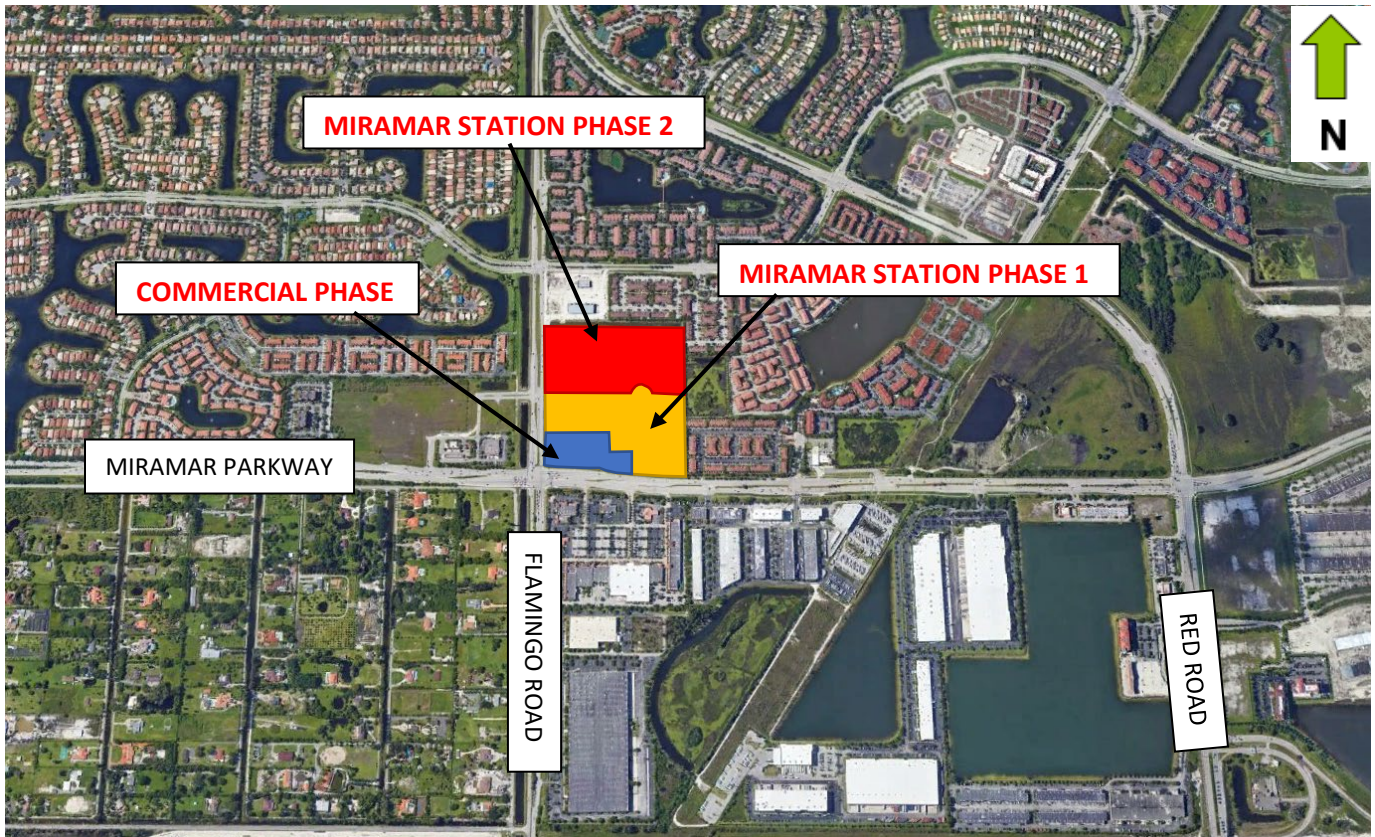 N
MIRAMAR STATION PHASE 2
MIRAMAR STATION PHASE 1
COMMERCIAL PHASE
MIRAMAR PARKWAY
FLAMINGO ROAD
RED ROAD